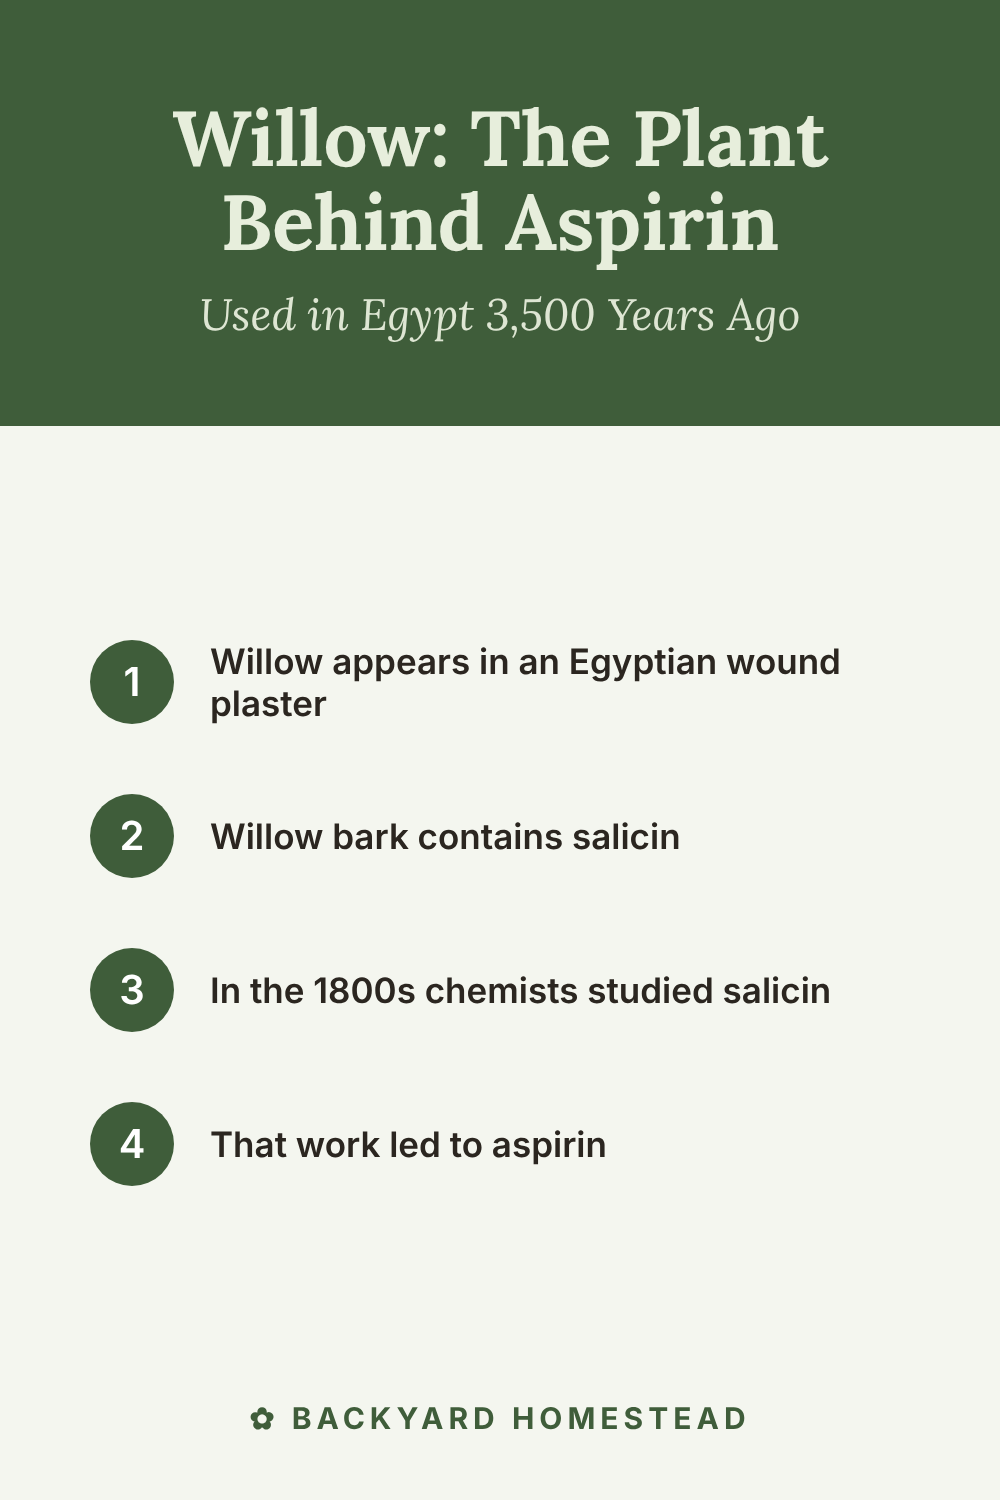 Willow: The Plant
Behind Aspirin
Used in Egypt 3,500 Years Ago
1
Willow appears in an Egyptian wound
plaster
2
Willow bark contains salicin
3
In the 1800s chemists studied salicin
4
That work led to aspirin
✿ BACKYARD HOMESTEAD